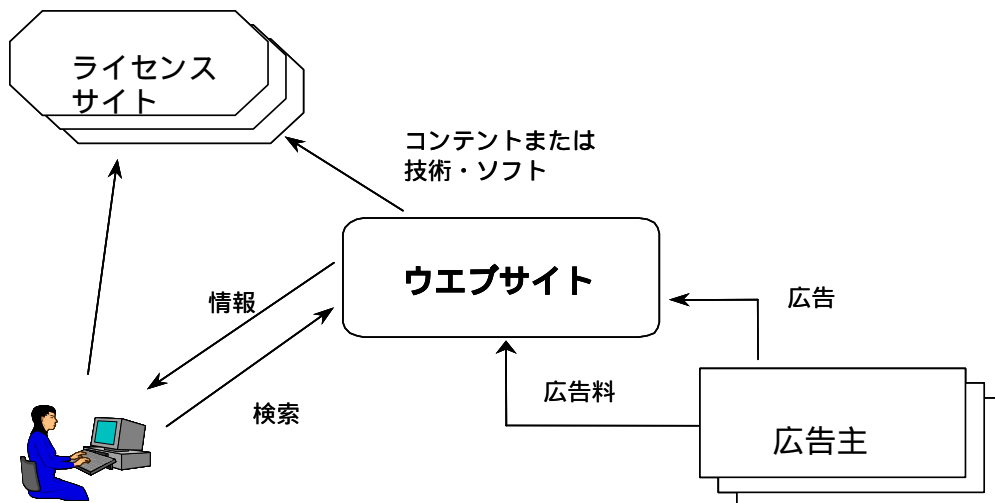 ライセンス
サイト
コンテントまたは
技術・ソフト
ウエブサイト
情報
広告
広告料
検索
広告主